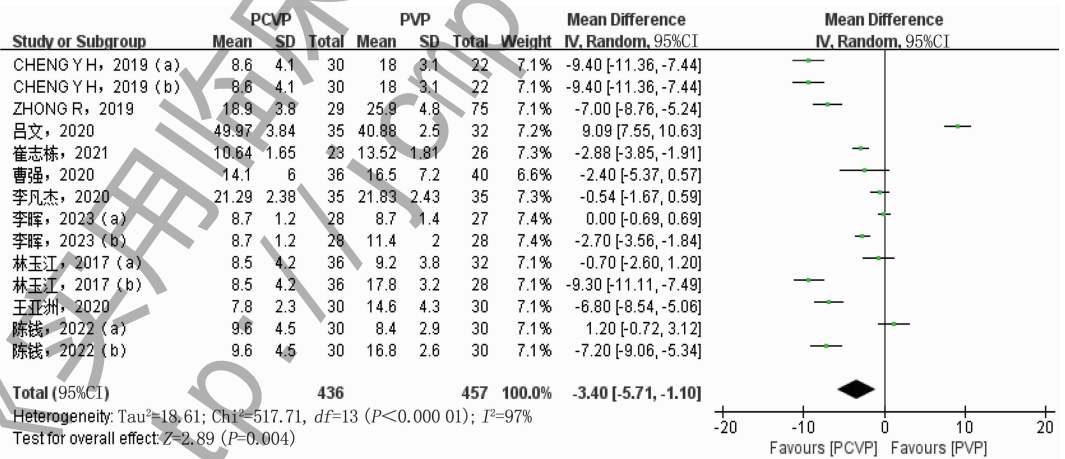 PCVP PVP Mean Difference Mean Difference
Study or Subgroup Mean SD Total Mean SD Total Weight IV, Random, 95%CI IV, Random, 95%CI
CHENG Y H，2019 (a) 8.6 4.1 30 18 3.1 22 7.1% -9.40 [-11.36, -7.44]
CHENG Y H，2019 (b) 8.6 4.1 30 18 3.1 22 7.1% -9.40 [-11.36, -7.44]
ZHONG R，2019 18.9 3.8 29 25.9 4.8 75 7.1% -7.00 [-8.76, -5.24]
吕文，2020 49.97 3.84 35 40.88 2.5 32 7.2% 9.09 [7.55, 10.63]
崔志栋，2021 10.64 1.65 23 13.52 1.81 26 7.3% -2.88 [-3.85, -1.91]
曹强，2020 14.1 6 36 16.5 7.2 40 6.6% -2.40 [-5.37, 0.57]
李凡杰，2020 21.29 2.38 35 21.83 2.43 35 7.3% -0.54 [-1.67, 0.59]
李晖，2023 (a) 8.7 1.2 28 8.7 1.4 27 7.4% 0.00 [-0.69, 0.69]
李晖，2023 (b) 8.7 1.2 28 11.4 2 28 7.4% -2.70 [-3.56, -1.84]
林玉江，2017 (a) 8.5 4.2 36 9.2 3.8 32 7.1% -0.70 [-2.60, 1.20]
林玉江，2017 (b) 8.5 4.2 36 17.8 3.2 28 7.1% -9.30 [-11.11, -7.49]
王亚洲，2020 7.8 2.3 30 14.6 4.3 30 7.1% -6.80 [-8.54, -5.06]
陈钱，2022 (a) 9.6 4.5 30 8.4 2.9 30 7.1% 1.20 [-0.72, 3.12]
陈钱，2022 (b) 9.6 4.5 30 16.8 2.6 30 7.1% -7.20 [-9.06, -5.34]
Total (95%CI) 436 457 100.0% -3.40 [-5.71, -1.10]
Heterogeneity: Tau²=18.61; Chi²=517.71, df=13 (P＜0.000 01); I²=97%
Test for overall effect: Z=2.89 (P=0.004)
-20 -10 0 10 20
Favours [PCVP] Favours [PVP]